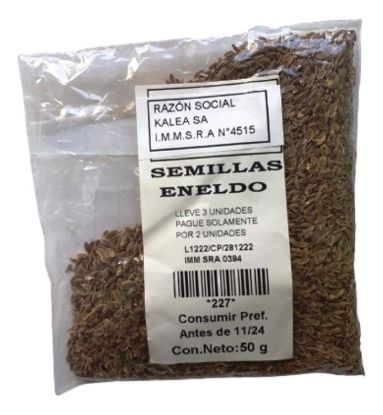 RAZÓN SOCIAL
KALEA SA
I.M.M.S.R.A N°4515
SEMILLAS
ENELDO
LLEVE 3 UNIDADES
PAGUE SOLAMENTE
POR 2 UNIDADES
L1222/CP/281222
IMM SRA 0394
*227*
Consumir Pref.
Antes de 11/24
Con.Neto:50 g